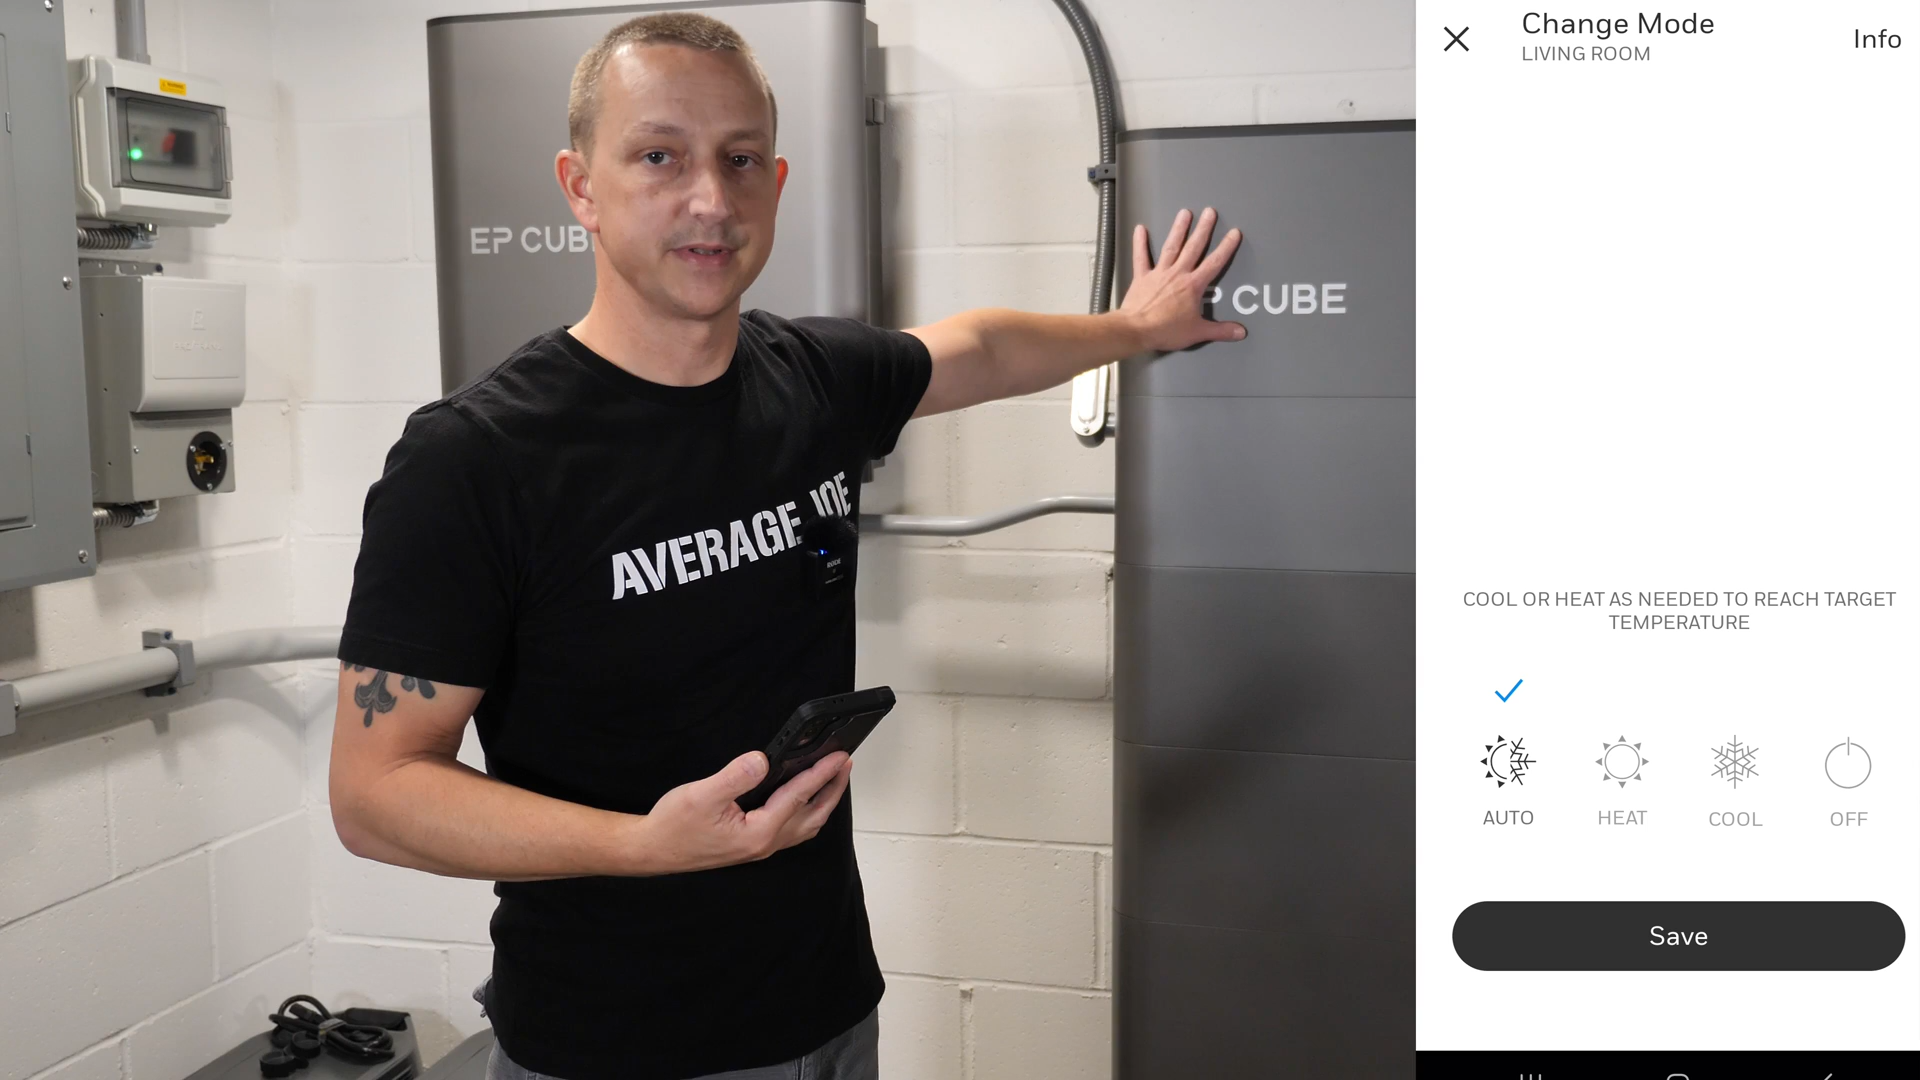 EP CUB
P CUBE
AVERAGE JOE
Change Mode
LIVING ROOM
Info
COOL OR HEAT AS NEEDED TO REACH TARGET
TEMPERATURE
AUTO
HEAT
COOL
OFF
Save